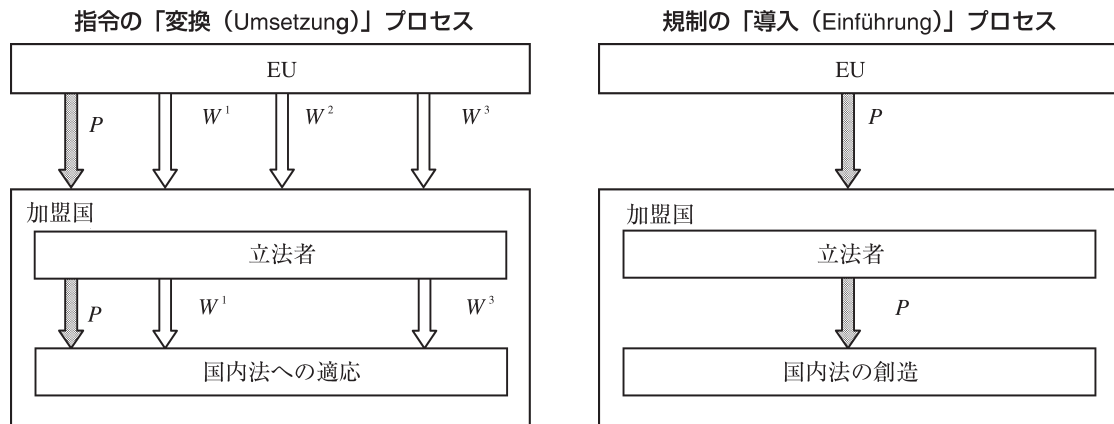 指令の「変換（Umsetzung）」プロセス
EU
P
W¹
W²
W³
加盟国
立法者
P
W¹
W³
国内法への適応
規制の「導入（Einführung）」プロセス
EU
P
加盟国
立法者
P
国内法の創造